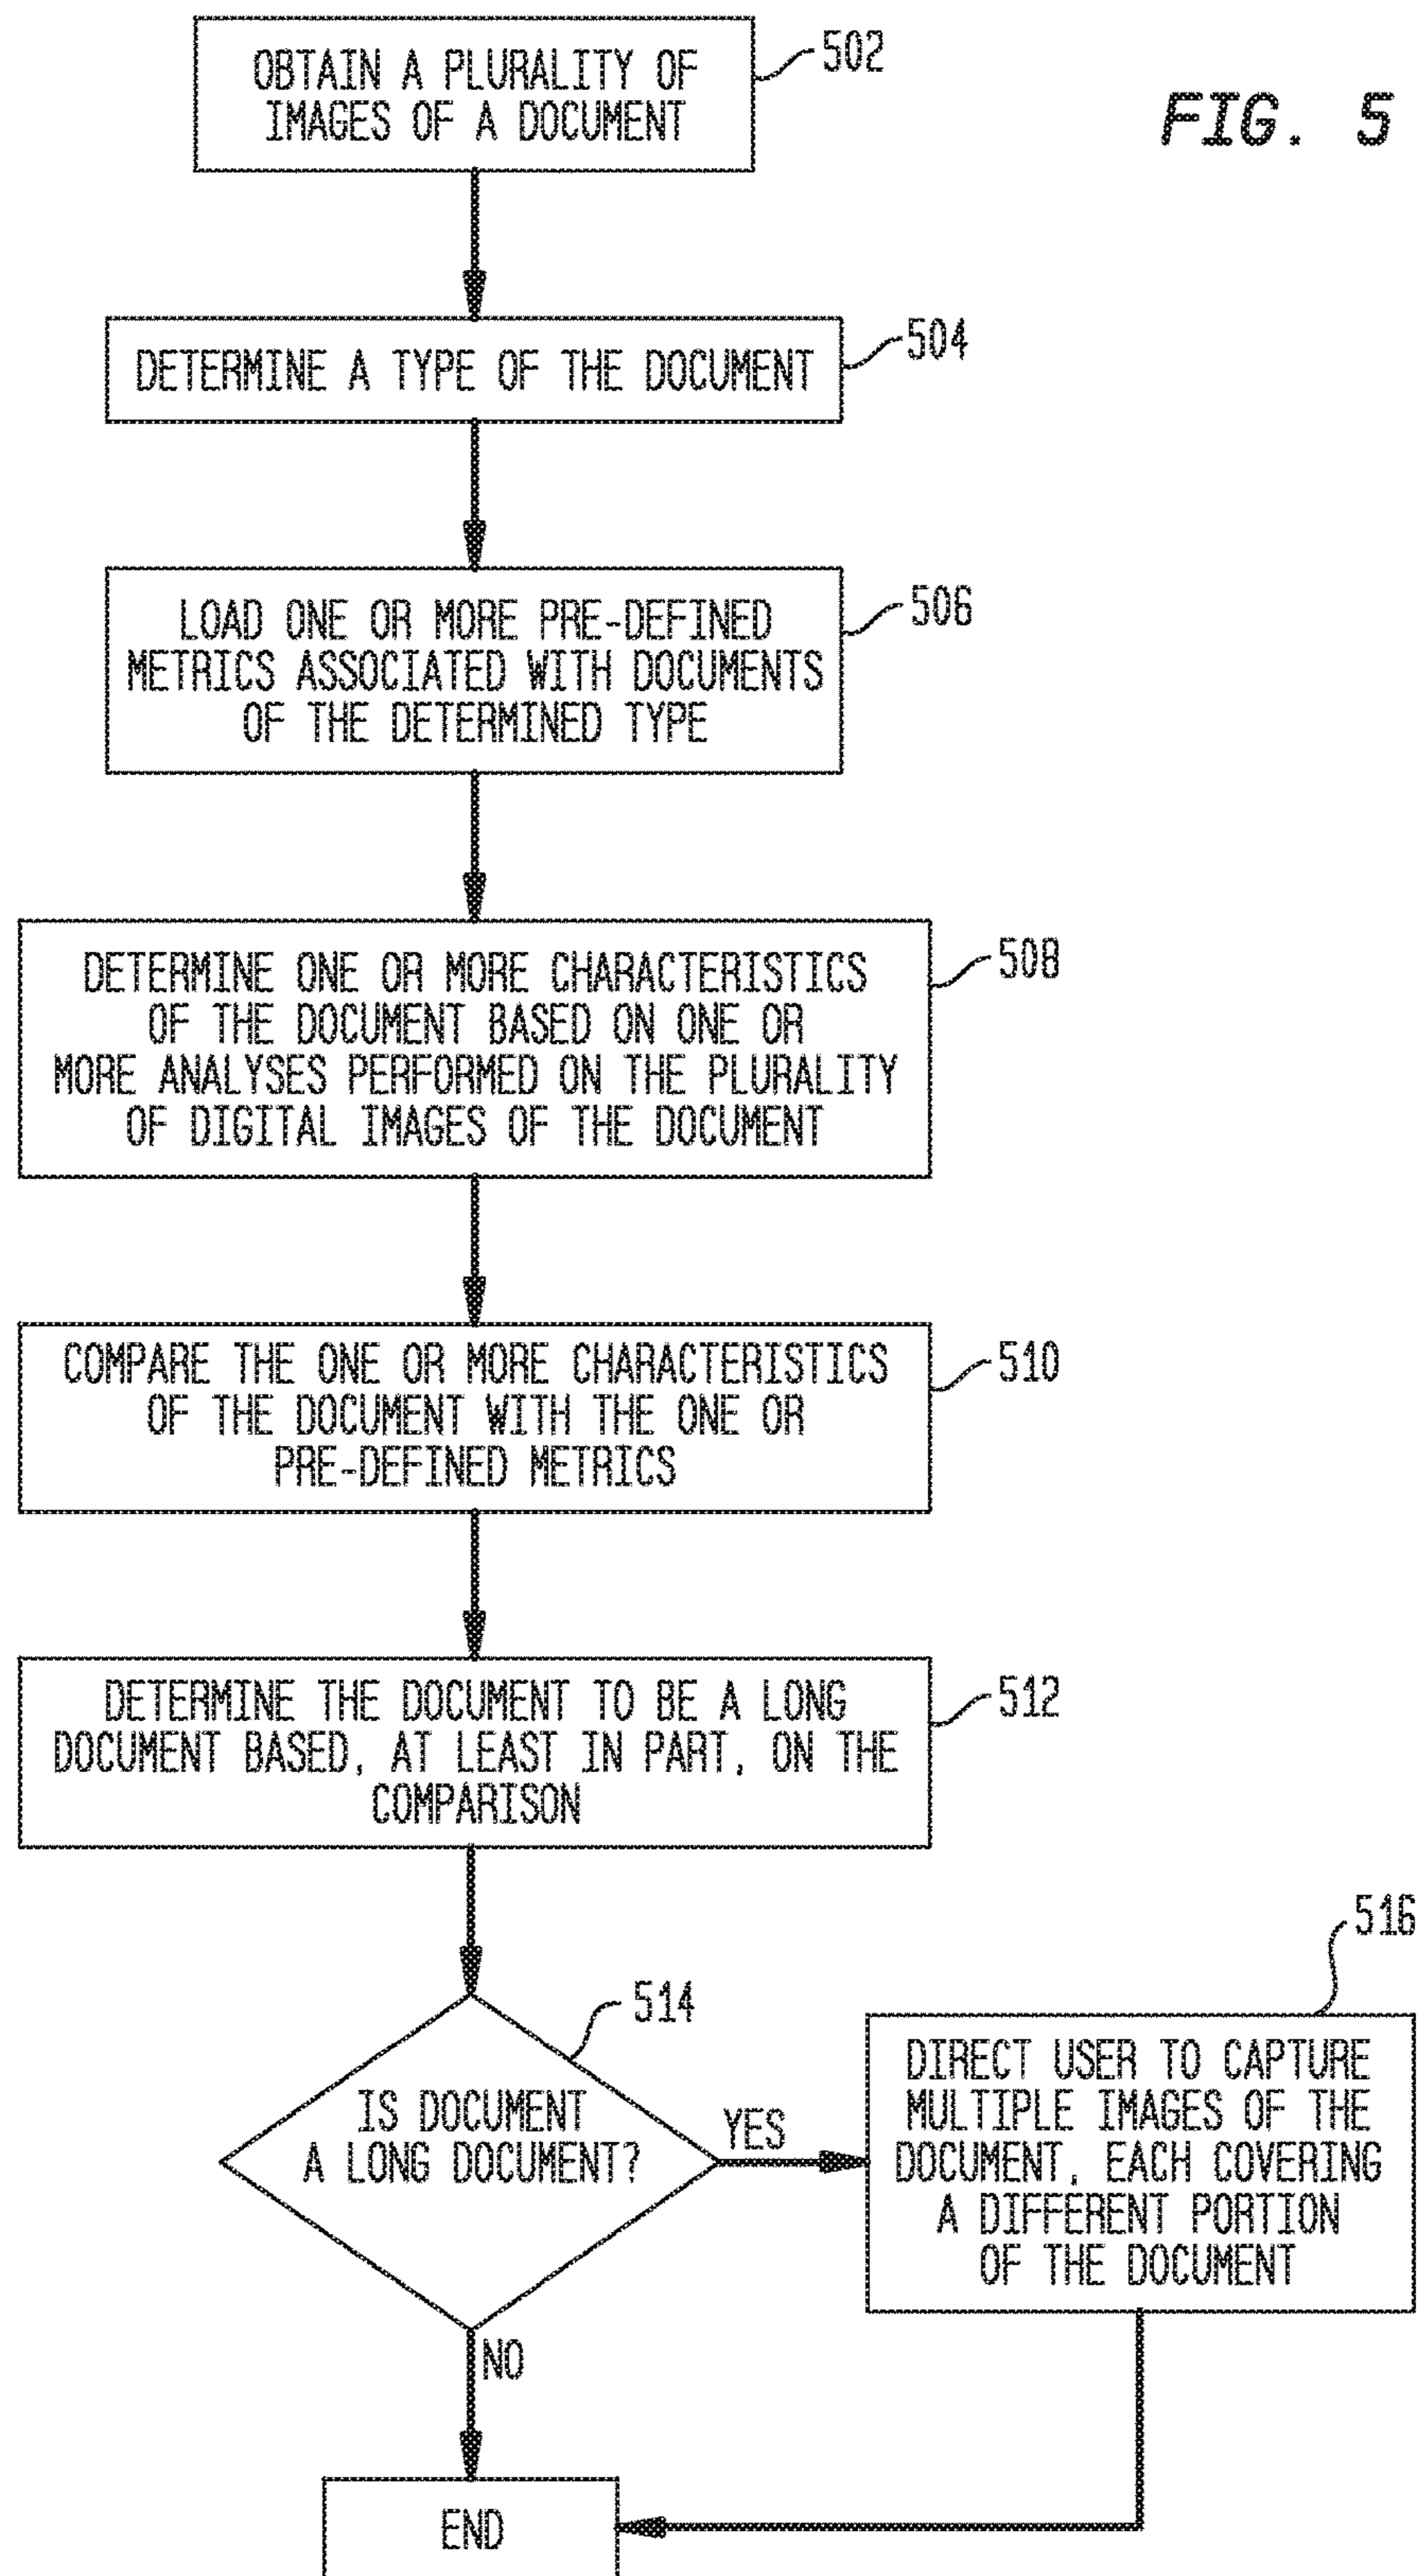 OBTAIN A PLURALITY OF
IMAGES OF A DOCUMENT
502
FIG. 5
DETERMINE A TYPE OF THE DOCUMENT
504
LOAD ONE OR MORE PRE-DEFINED
METRICS ASSOCIATED WITH DOCUMENTS
OF THE DETERMINED TYPE
506
DETERMINE ONE OR MORE CHARACTERISTICS
OF THE DOCUMENT BASED ON ONE OR
MORE ANALYSES PERFORMED ON THE PLURALITY
OF DIGITAL IMAGES OF THE DOCUMENT
508
COMPARE THE ONE OR MORE CHARACTERISTICS
OF THE DOCUMENT WITH THE ONE OR
PRE-DEFINED METRICS
510
DETERMINE THE DOCUMENT TO BE A LONG
DOCUMENT BASED, AT LEAST IN PART, ON THE
COMPARISON
512
514
IS DOCUMENT
A LONG DOCUMENT?
YES
516
DIRECT USER TO CAPTURE
MULTIPLE IMAGES OF THE
DOCUMENT, EACH COVERING
A DIFFERENT PORTION
OF THE DOCUMENT
NO
END